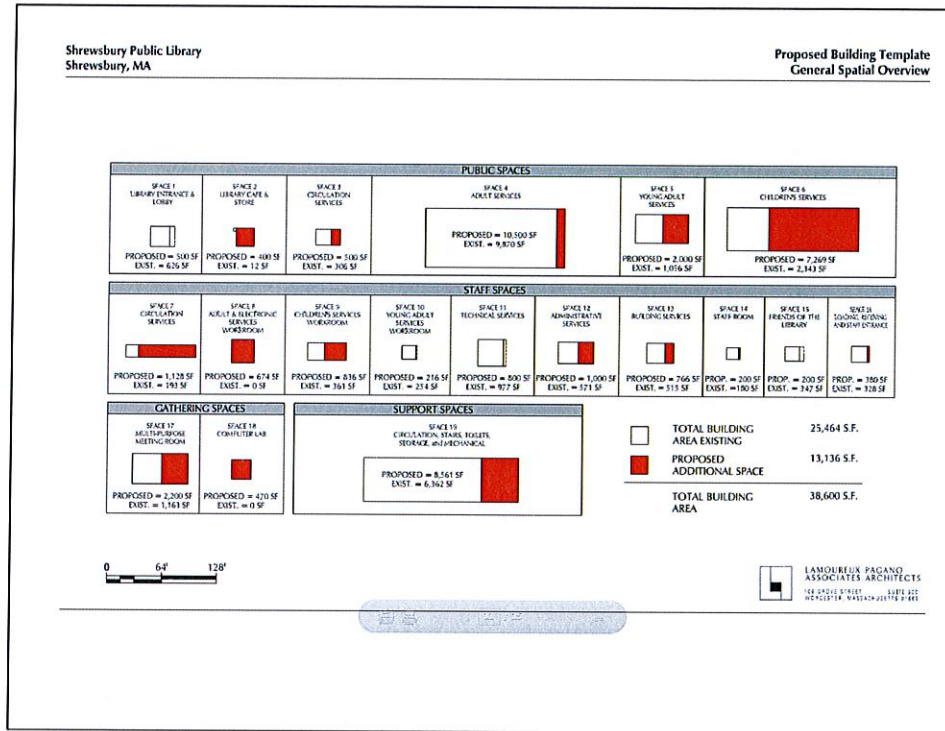 Shrewsbury Public Library
Shrewsbury, MA
Proposed Building Template
General Spatial Overview
PUBLIC SPACES
SPACE 1
LIBRARY ENTRANCE &
LOBBY
PROPOSED = 500 SF
EXIST. = 626 SF
SPACE 2
LIBRARY CAFE &
STORE
PROPOSED = 400 SF
EXIST. = 12 SF
SPACE 3
CIRCULATION
SERVICES
PROPOSED = 500 SF
EXIST. = 306 SF
SPACE 4
ADULT SERVICES
PROPOSED = 10,500 SF
EXIST. = 9,870 SF
SPACE 5
YOUNG ADULT
SERVICES
PROPOSED = 2,000 SF
EXIST. = 1,056 SF
SPACE 6
CHILDREN'S SERVICES
PROPOSED = 7,269 SF
EXIST. = 2,343 SF
STAFF SPACES
SPACE 7
CIRCULATION
SERVICES
PROPOSED = 1,128 SF
EXIST. = 193 SF
SPACE 8
ADULT & ELECTRONIC
SERVICES
WORKROOM
PROPOSED = 674 SF
EXIST. = 0 SF
SPACE 9
CHILDREN'S SERVICES
WORKROOM
PROPOSED = 836 SF
EXIST. = 361 SF
SPACE 10
YOUNG ADULT
SERVICES
WORKROOM
PROPOSED = 216 SF
EXIST. = 254 SF
SPACE 11
TECHNICAL SERVICES
PROPOSED = 800 SF
EXIST. = 977 SF
SPACE 12
ADMINISTRATIVE
SERVICES
PROPOSED = 1,000 SF
EXIST. = 571 SF
SPACE 13
BUILDING SERVICES
PROPOSED = 766 SF
EXIST. = 515 SF
SPACE 14
STAFF ROOM
PROP. = 200 SF
EXIST. = 180 SF
SPACE 15
FRIENDS OF THE
LIBRARY
PROP. = 200 SF
EXIST. = 347 SF
SPACE 16
RECEIVING
AND STAFF ENTRANCE
PROP. = 380 SF
EXIST. = 328 SF
GATHERING SPACES
SPACE 17
MULTI-PURPOSE
MEETING ROOM
PROPOSED = 2,200 SF
EXIST. = 1,163 SF
SPACE 18
COMPUTER LAB
PROPOSED = 470 SF
EXIST. = 0 SF
SUPPORT SPACES
SPACE 19
CIRCULATION, STAIRS, TOILETS,
STORAGE, and MECHANICAL
PROPOSED = 8,561 SF
EXIST. = 6,362 SF
TOTAL BUILDING
AREA EXISTING
25,464 S.F.
PROPOSED
ADDITIONAL SPACE
13,136 S.F.
TOTAL BUILDING
AREA
38,600 S.F.
0 64' 128'
LAMOUREUX PAGANO
ASSOCIATES ARCHITECTS
GROVE STREET SUITE 300
WORCESTER, MASSACHUSETTS